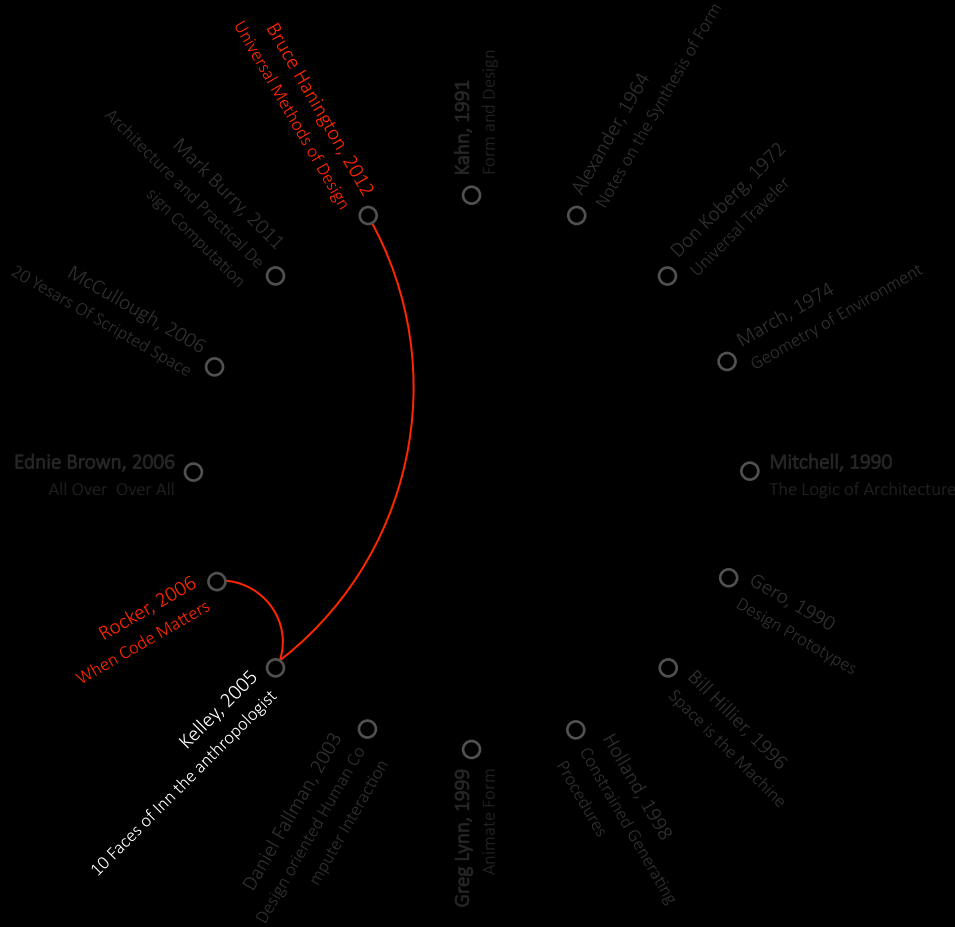 Kahn, 1991
Form and Design
Alexander, 1964
Notes on the Synthesis of Form
Don Koberg, 1972
Universal Traveler
March, 1974
Geometry of Environment
Mitchell, 1990
The Logic of Architecture
Gero, 1990
Design Prototypes
Bill Hillier, 1996
Space is the Machine
Holland, 1998
Constrained Generating
Procedures
Greg Lynn, 1999
Animate Form
Daniel Fallman, 2003
Design oriented Human Co
mputer Interaction
Kelley, 2005
10 Faces of Inn the anthropologist
Rocker, 2006
When Code Matters
Ednie Brown, 2006
All Over  Over All
McCullough, 2006
20 Yesars Of Scripted Space
Mark Burry, 2011
Architecture and Practical De
sign Computation
Bruce Hanington, 2012
Universal Methods of Design